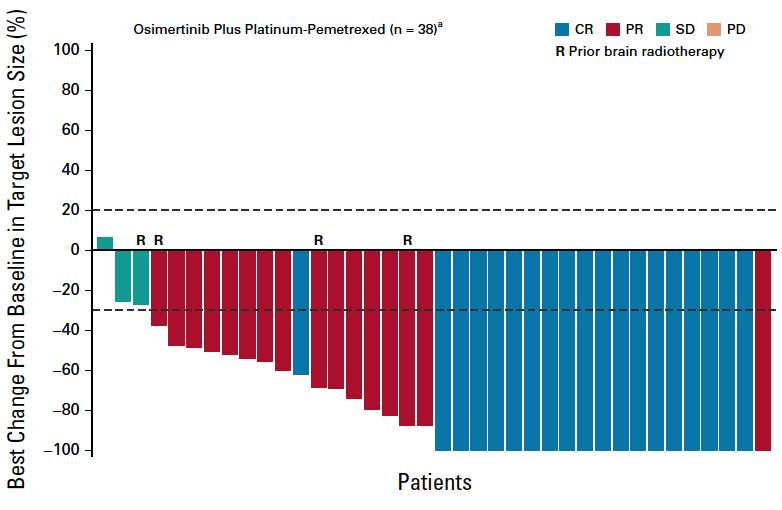 Osimertinib Plus Platinum-Pemetrexed (n = 38)a
CR PR SD PD
R Prior brain radiotherapy
Best Change From Baseline in Target Lesion Size (%)
100
80
60
40
20
0
–20
–40
–60
–80
–100
R R R R
Patients